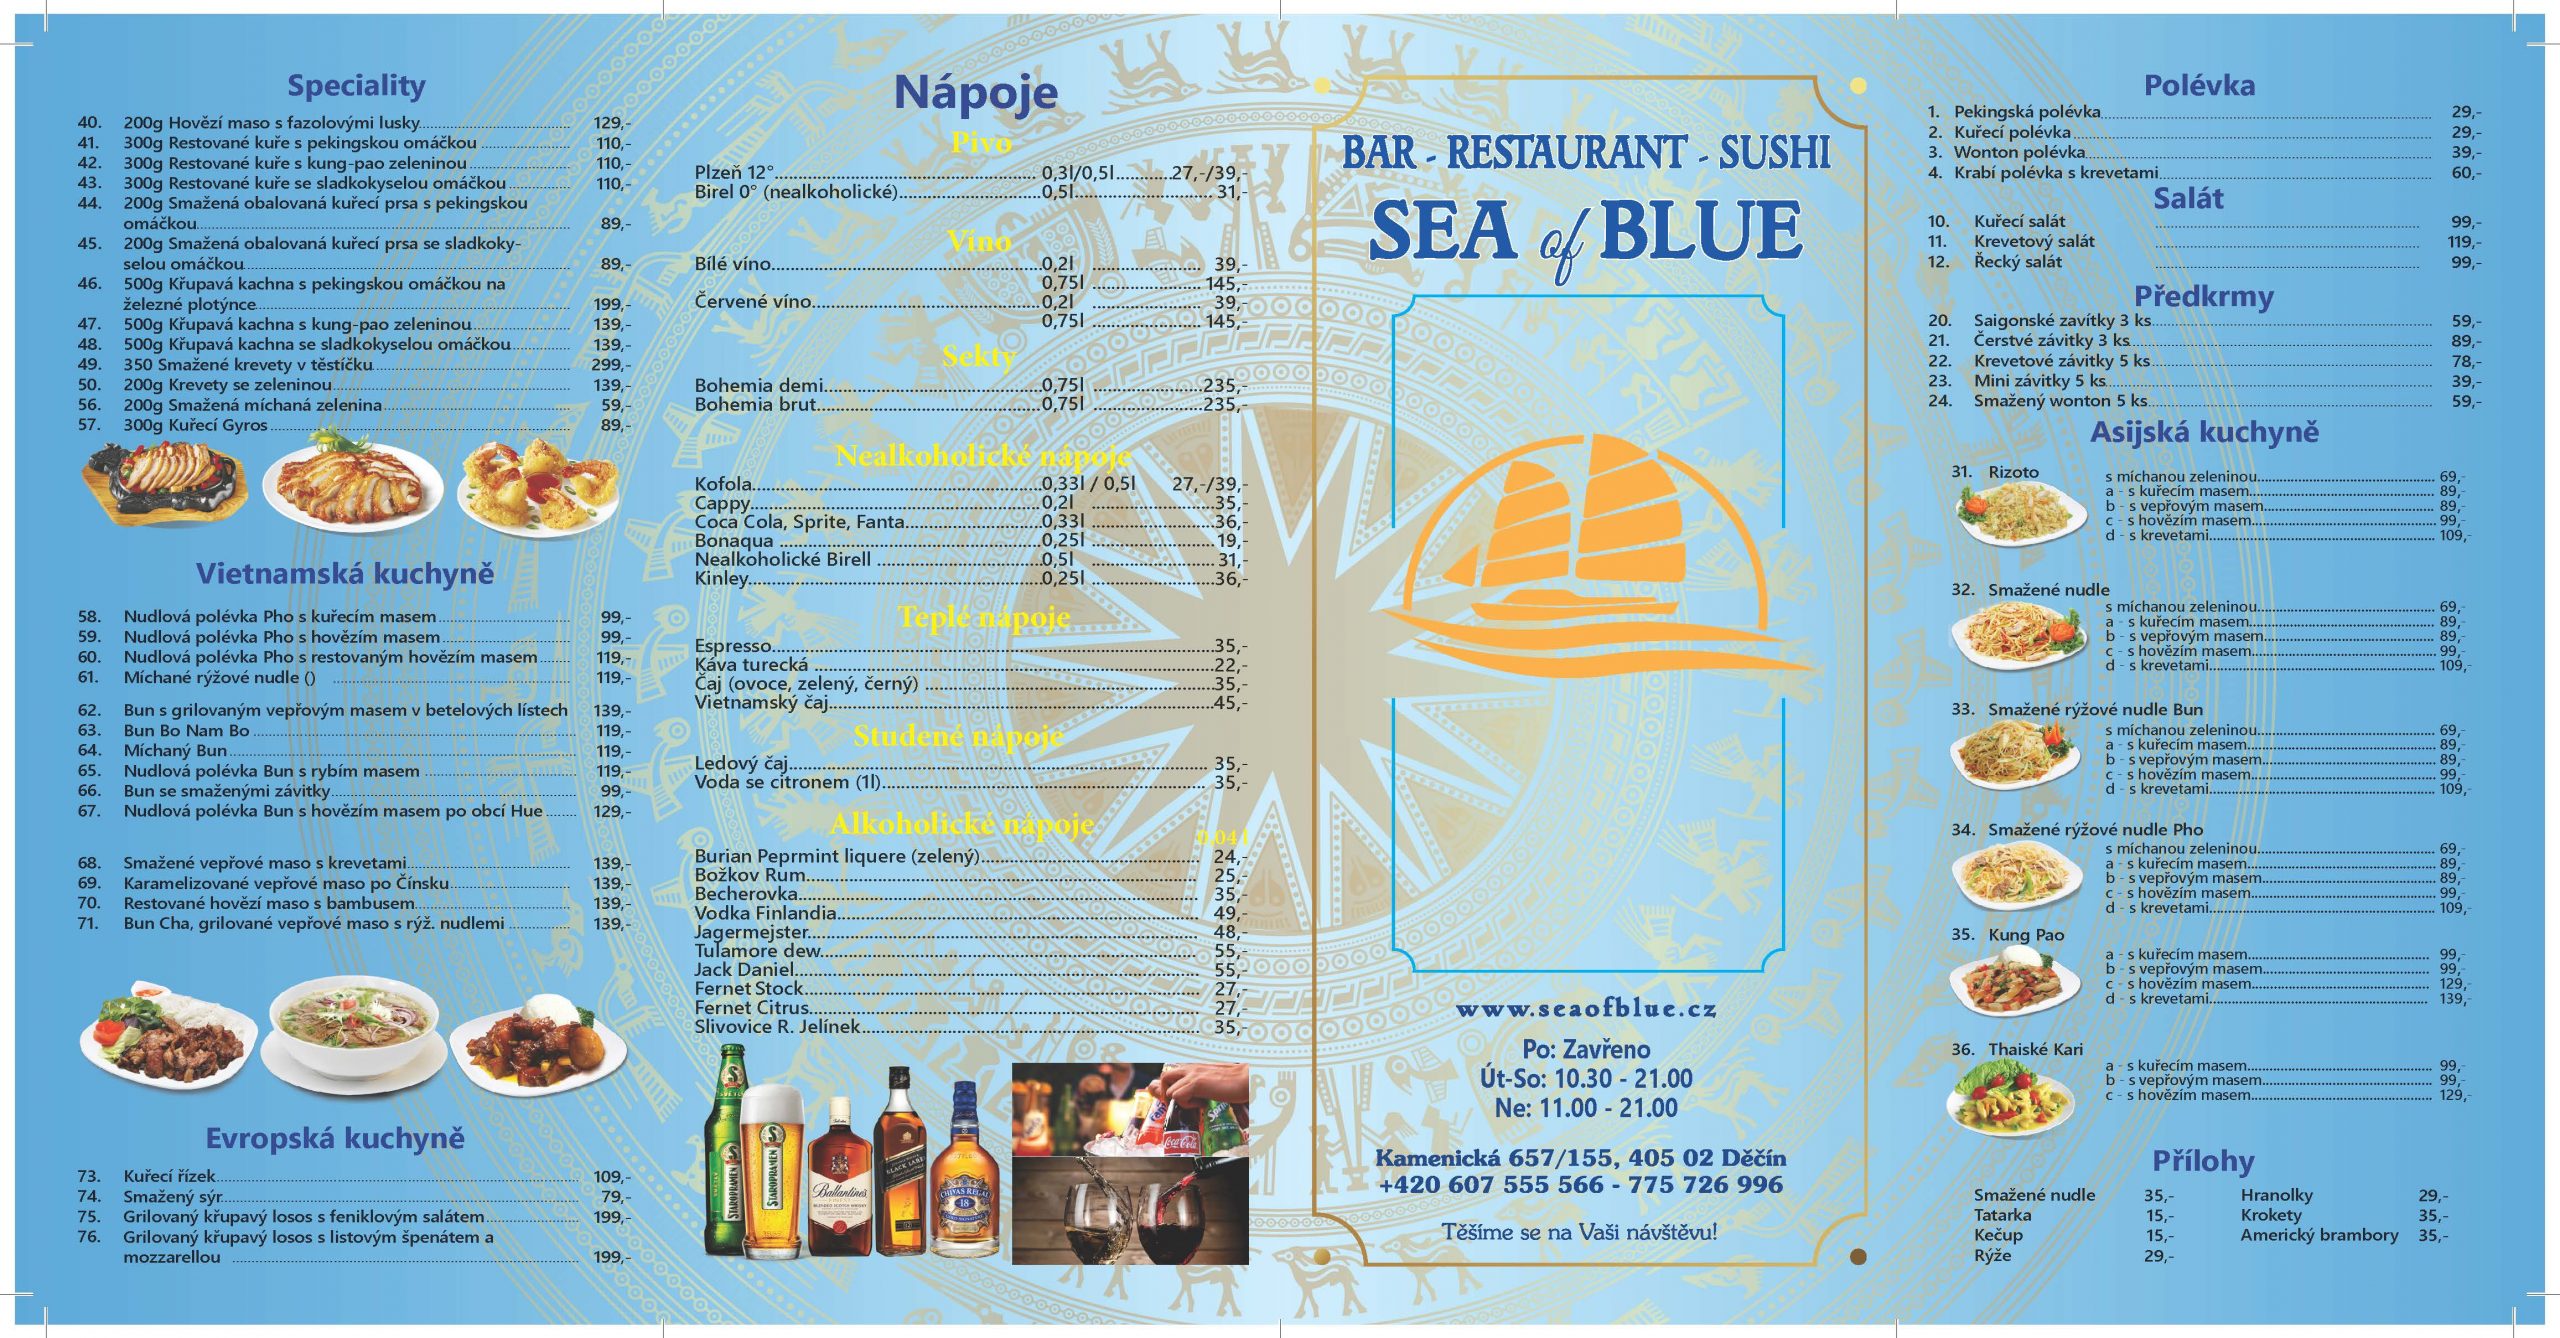 Speciality
40. 200g Hovězí maso s fazolovými lusky 129,-
41. 300g Restované kuře s pekingskou omáčkou 110,-
42. 300g Restované kuře s kung-pao zeleninou 110,-
43. 300g Restované kuře se sladkokyselou omáčkou 110,-
44. 200g Smažená obalovaná kuřecí prsa s pekingskou
omáčkou 89,-
45. 200g Smažená obalovaná kuřecí prsa se sladkoky-
selou omáčkou 89,-
46. 500g Křupavá kachna s pekingskou omáčkou na
železné plotýnce 199,-
47. 500g Křupavá kachna s kung-pao zeleninou 139,-
48. 500g Křupavá kachna se sladkokyselou omáčkou 139,-
49. 350 Smažené krevety v těstíčku 299,-
50. 200g Krevety se zeleninou 139,-
56. 200g Smažená míchaná zelenina 59,-
57. 300g Kuřecí Gyros 89,-
Vietnamská kuchyně
58. Nudlová polévka Pho s kuřecím masem 99,-
59. Nudlová polévka Pho s hovězím masem 99,-
60. Nudlová polévka Pho s restovaným hovězím masem 119,-
61. Míchané rýžové nudle () 119,-
62. Bun s grilovaným vepřovým masem v betelových lístech 139,-
63. Bun Bo Nam Bo 119,-
64. Míchaný Bun 119,-
65. Nudlová polévka Bun s rybím masem 119,-
66. Bun se smaženými závitky 99,-
67. Nudlová polévka Bun s hovězím masem po obcí Hue 129,-
68. Smažené vepřové maso s krevetami 139,-
69. Karamelizované vepřové maso po Čínsku 139,-
70. Restované hovězí maso s bambusem 139,-
71. Bun Cha, grilované vepřové maso s rýž. nudlemi 139,-
Evropská kuchyně
73. Kuřecí řízek 109,-
74. Smažený sýr 79,-
75. Grilovaný křupavý losos s feniklovým salátem 199,-
76. Grilovaný křupavý losos s listovým špenátem a
mozzarellou 199,-
Nápoje
Pivo
Plzeň 12° 0,3l/0,5l 27,-/39,-
Birel 0° (nealkoholické) 0,5l 31,-
Víno
Bílé víno 0,2l 39,-
0,75l 145,-
Červené víno 0,2l 39,-
0,75l 145,-
Sekty
Bohemia demi 0,75l 235,-
Bohemia brut 0,75l 235,-
Nealkoholické nápoje
Kofola 0,33l / 0,5l 27,-/39,-
Cappy 0,2l 35,-
Coca Cola, Sprite, Fanta 0,33l 36,-
Bonaqua 0,25l 19,-
Nealkoholické Birell 0,5l 31,-
Kinley 0,25l 36,-
Teplé nápoje
Espresso 35,-
Káva turecká 22,-
Čaj (ovoce, zelený, černý) 35,-
Vietnamský čaj 45,-
Studené nápoje
Ledový čaj 35,-
Voda se citronem (1l) 35,-
Alkoholické nápoje 0,04 l
Burian Peprmint liquere (zelený) 24,-
Božkov Rum 25,-
Becherovka 35,-
Vodka Finlandia 49,-
Jagermejster 48,-
Tulamore dew 55,-
Jack Daniel 55,-
Fernet Stock 27,-
Fernet Citrus 27,-
Slivovice R. Jelínek 35,-
STAROPRAMEN
STAROPRAMEN
Ballantine's
BLACK LABEL
CHIVAS REGAL
18
Coca-Cola
Sprite
BAR - RESTAURANT - SUSHI
SEA of BLUE
www.seaofblue.cz
Po: Zavřeno
Út-So: 10.30 - 21.00
Ne: 11.00 - 21.00
Kamenická 657/155, 405 02 Děčín
+420 607 555 566 - 775 726 996
Těšíme se na Vaši návštěvu!
Polévka
1. Pekingská polévka 29,-
2. Kuřecí polévka 29,-
3. Wonton polévka 39,-
4. Krabí polévka s krevetami 60,-
Salát
10. Kuřecí salát 99,-
11. Krevetový salát 119,-
12. Řecký salát 99,-
Předkrmy
20. Saigonské zavítky 3 ks 59,-
21. Čerstvé závitky 3 ks 89,-
22. Krevetové závitky 5 ks 78,-
23. Mini závitky 5 ks 39,-
24. Smažený wonton 5 ks 59,-
Asijská kuchyně
31. Rizoto
s míchanou zeleninou 69,-
a - s kuřecím masem 89,-
b - s vepřovým masem 89,-
c - s hovězím masem 99,-
d - s krevetami 109,-
32. Smažené nudle
s míchanou zeleninou 69,-
a - s kuřecím masem 89,-
b - s vepřovým masem 89,-
c - s hovězím masem 99,-
d - s krevetami 109,-
33. Smažené rýžové nudle Bun
s míchanou zeleninou 69,-
a - s kuřecím masem 89,-
b - s vepřovým masem 89,-
c - s hovězím masem 99,-
d - s krevetami 109,-
34. Smažené rýžové nudle Pho
s míchanou zeleninou 69,-
a - s kuřecím masem 89,-
b - s vepřovým masem 89,-
c - s hovězím masem 99,-
d - s krevetami 109,-
35. Kung Pao
a - s kuřecím masem 99,-
b - s vepřovým masem 99,-
c - s hovězím masem 129,-
d - s krevetami 139,-
36. Thaiské Kari
a - s kuřecím masem 99,-
b - s vepřovým masem 99,-
c - s hovězím masem 129,-
Přílohy
Smažené nudle 35,- Hranolky 29,-
Tatarka 15,- Krokety 35,-
Kečup 15,- Americký brambory 35,-
Rýže 29,-